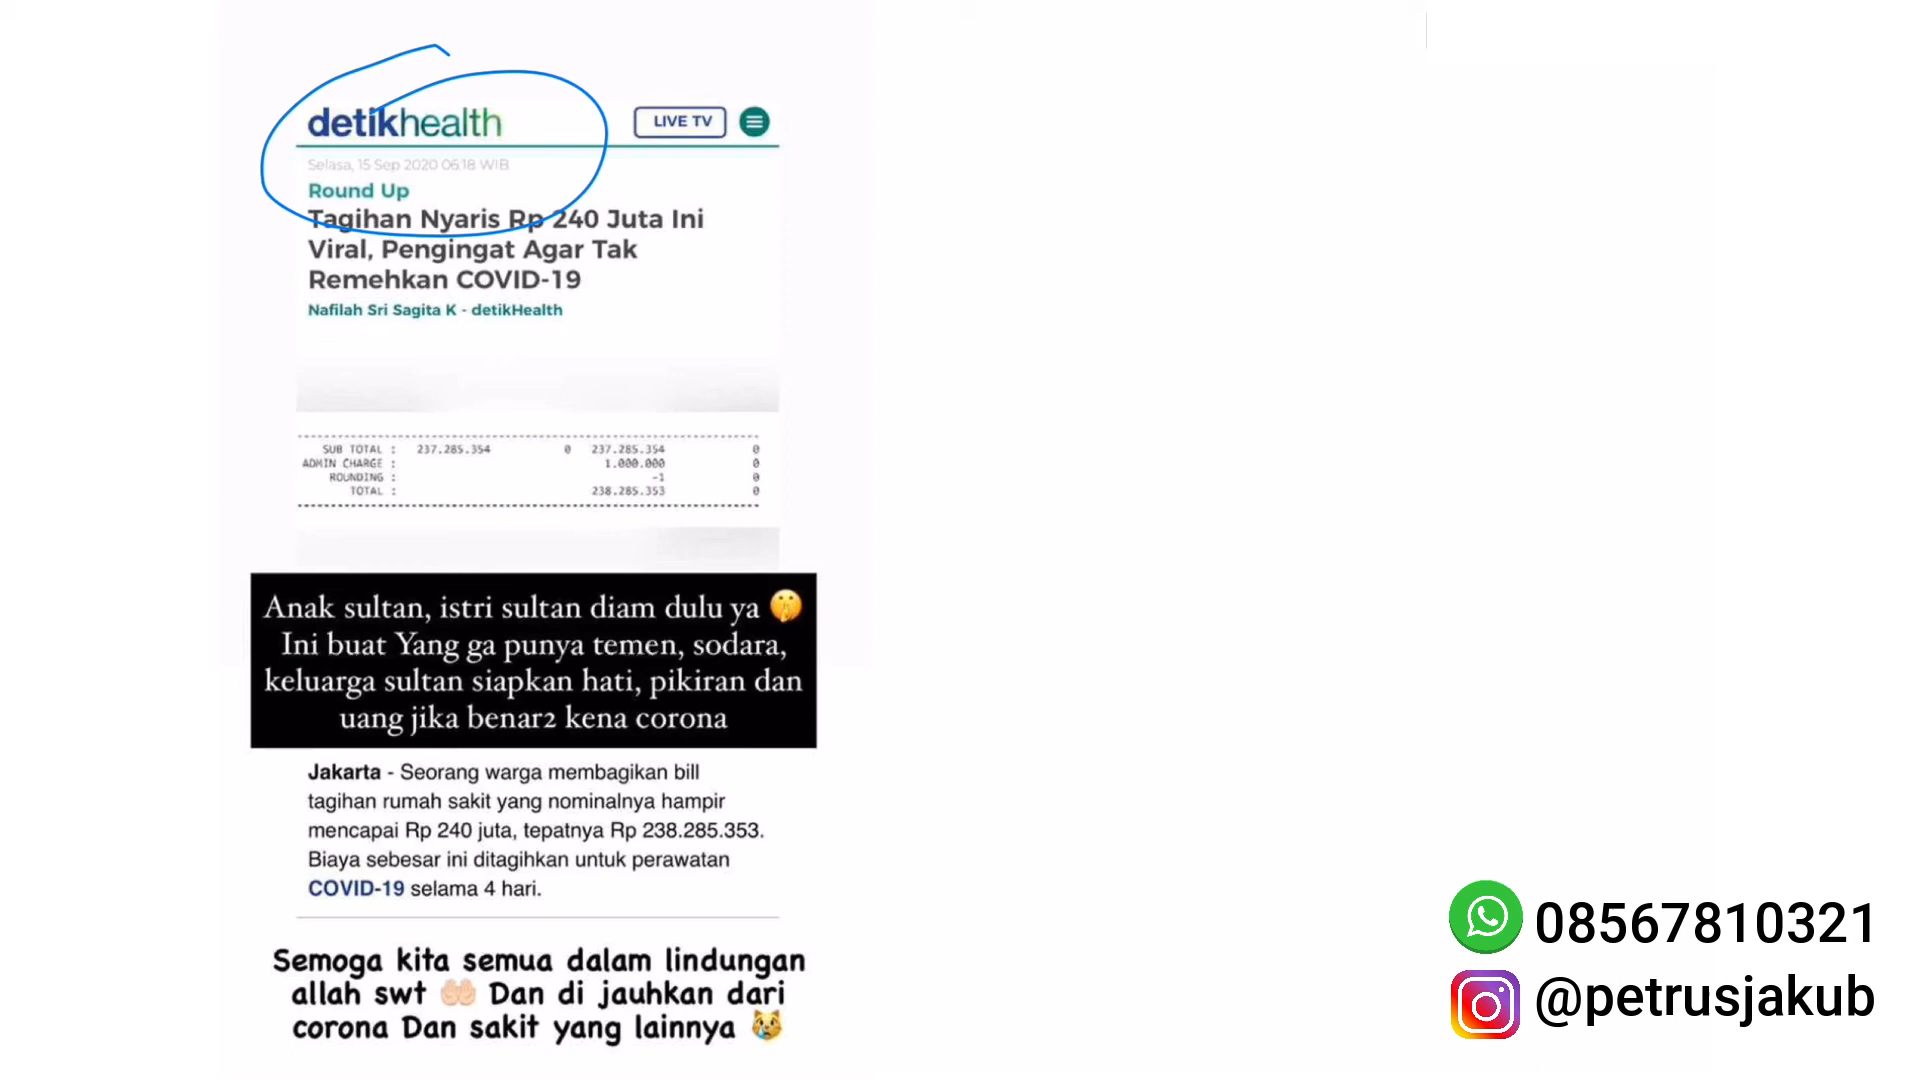 detikhealth
LIVE TV
Selasa, 15 Sep 2020 06:18 WIB
Round Up
Tagihan Nyaris Rp 240 Juta Ini
Viral, Pengingat Agar Tak
Remehkan COVID-19
Nafilah Sri Sagita K - detikHealth
SUB TOTAL : 237.285.354 0 237.285.354 0
ADMIN CHARGE : 1.000.000 0
ROUNDING : -1 0
TOTAL : 238.285.353 0
Anak sultan, istri sultan diam dulu ya 🤫
Ini buat Yang ga punya temen, sodara,
keluarga sultan siapkan hati, pikiran dan
uang jika benar2 kena corona
Jakarta - Seorang warga membagikan bill
tagihan rumah sakit yang nominalnya hampir
mencapai Rp 240 juta, tepatnya Rp 238.285.353.
Biaya sebesar ini ditagihkan untuk perawatan
COVID-19 selama 4 hari.
Semoga kita semua dalam lindungan
allah swt 🤲🏻 Dan di jauhkan dari
corona Dan sakit yang lainnya 😿
08567810321
@petrusjakub